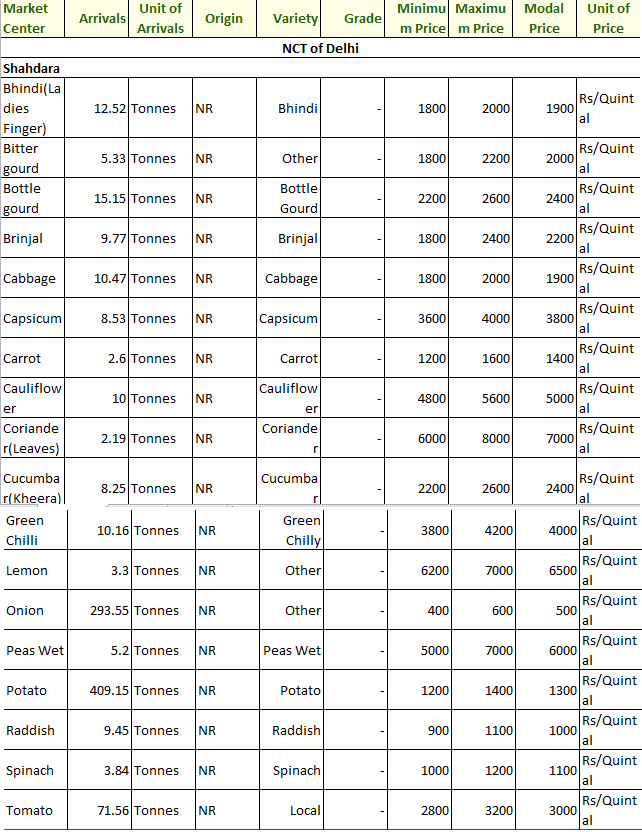 Market Center Arrivals Unit of Arrivals Origin Variety Grade Minimum Price Maximum Price Modal Price Unit of Price
NCT of Delhi
Shahdara
Bhindi(Ladies Finger) 12.52 Tonnes NR Bhindi - 1800 2000 1900 Rs/Quintal
Bitter gourd 5.33 Tonnes NR Other - 1800 2200 2000 Rs/Quintal
Bottle gourd 15.15 Tonnes NR Bottle Gourd - 2200 2600 2400 Rs/Quintal
Brinjal 9.77 Tonnes NR Brinjal - 1800 2400 2200 Rs/Quintal
Cabbage 10.47 Tonnes NR Cabbage - 1800 2000 1900 Rs/Quintal
Capsicum 8.53 Tonnes NR Capsicum - 3600 4000 3800 Rs/Quintal
Carrot 2.6 Tonnes NR Carrot - 1200 1600 1400 Rs/Quintal
Cauliflower 10 Tonnes NR Cauliflower - 4800 5600 5000 Rs/Quintal
Coriander(Leaves) 2.19 Tonnes NR Coriander - 6000 8000 7000 Rs/Quintal
Cucumbar(Kheera) 8.25 Tonnes NR Cucumbar - 2200 2600 2400 Rs/Quintal
Green Chilli 10.16 Tonnes NR Green Chilly - 3800 4200 4000 Rs/Quintal
Lemon 3.3 Tonnes NR Other - 6200 7000 6500 Rs/Quintal
Onion 293.55 Tonnes NR Other - 400 600 500 Rs/Quintal
Peas Wet 5.2 Tonnes NR Peas Wet - 5000 7000 6000 Rs/Quintal
Potato 409.15 Tonnes NR Potato - 1200 1400 1300 Rs/Quintal
Raddish 9.45 Tonnes NR Raddish - 900 1100 1000 Rs/Quintal
Spinach 3.84 Tonnes NR Spinach - 1000 1200 1100 Rs/Quintal
Tomato 71.56 Tonnes NR Local - 2800 3200 3000 Rs/Quintal